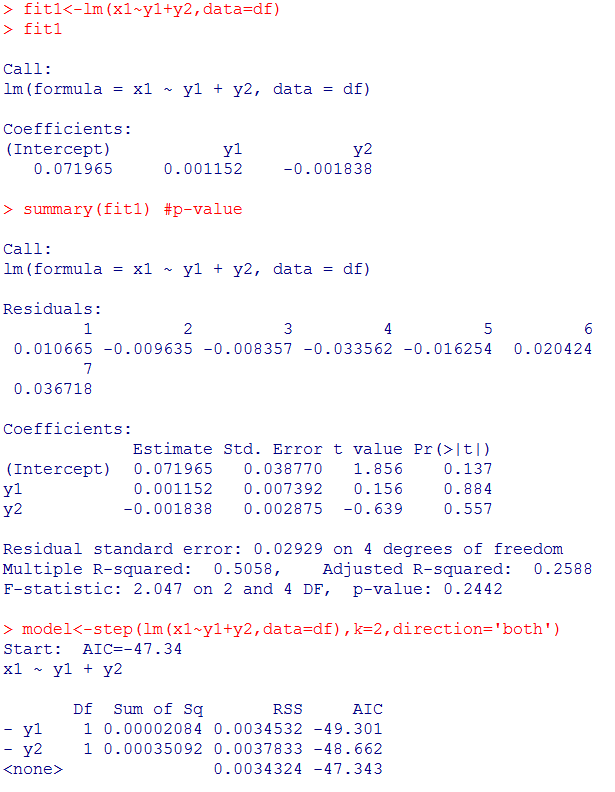 > fit1<-lm(x1~y1+y2,data=df)
> fit1
Call:
lm(formula = x1 ~ y1 + y2, data = df)
Coefficients:
(Intercept)           y1           y2
   0.071965     0.001152    -0.001838
> summary(fit1) #p-value
Call:
lm(formula = x1 ~ y1 + y2, data = df)
Residuals:
        1         2         3         4         5         6
 0.010665 -0.009635 -0.008357 -0.033562 -0.016254  0.020424
        7
 0.036718
Coefficients:
             Estimate Std. Error t value Pr(>|t|)
(Intercept)  0.071965   0.038770   1.856    0.137
y1           0.001152   0.007392   0.156    0.884
y2          -0.001838   0.002875  -0.639    0.557
Residual standard error: 0.02929 on 4 degrees of freedom
Multiple R-squared:  0.5058,    Adjusted R-squared:  0.2588
F-statistic: 2.047 on 2 and 4 DF,  p-value: 0.2442
> model<-step(lm(x1~y1+y2,data=df),k=2,direction='both')
Start:  AIC=-47.34
x1 ~ y1 + y2
       Df  Sum of Sq       RSS     AIC
- y1    1 0.00002084 0.0034532 -49.301
- y2    1 0.00035092 0.0037833 -48.662
<none>               0.0034324 -47.343